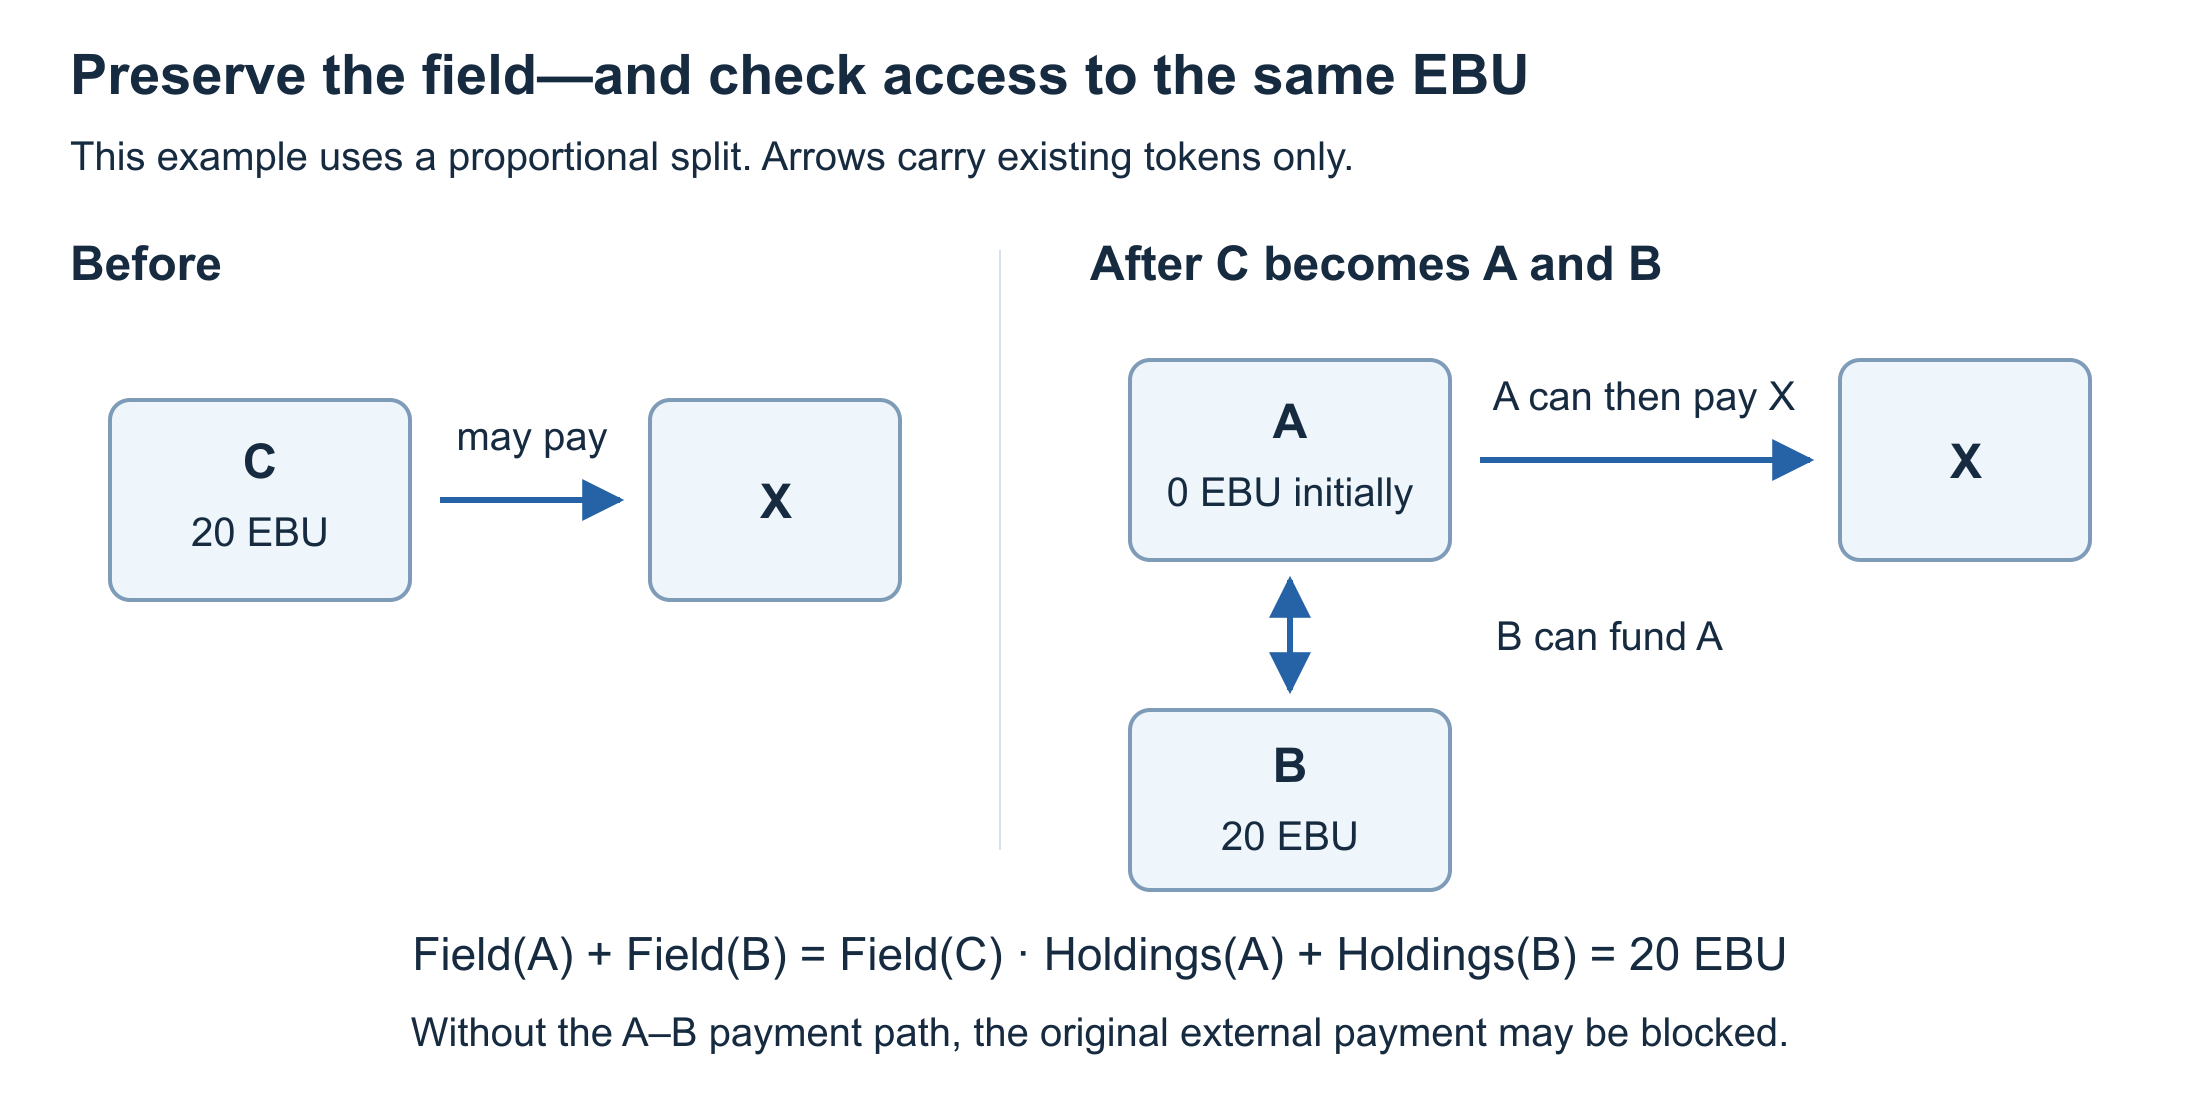 Preserve the field—and check access to the same EBU
This example uses a proportional split. Arrows carry existing tokens only.
Before
C
20 EBU
may pay
X
After C becomes A and B
A
0 EBU initially
A can then pay X
X
B can fund A
B
20 EBU
Field(A) + Field(B) = Field(C) · Holdings(A) + Holdings(B) = 20 EBU
Without the A–B payment path, the original external payment may be blocked.